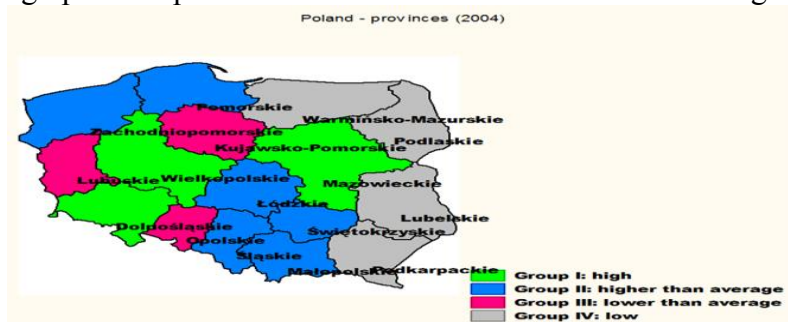 Poland - provinces (2004)
Pomorskie
Warmińsko-Mazurskie
Zachodniopomorskie
Podlaskie
Kujawsko-Pomorskie
Lubuskie
Wielkopolskie
Mazowieckie
Łódzkie
Lubelskie
Dolnośląskie
Świętokrzyskie
Opolskie
Śląskie
Małopolskie
Podkarpackie
Group I: high
Group II: higher than average
Group III: lower than average
Group IV: low